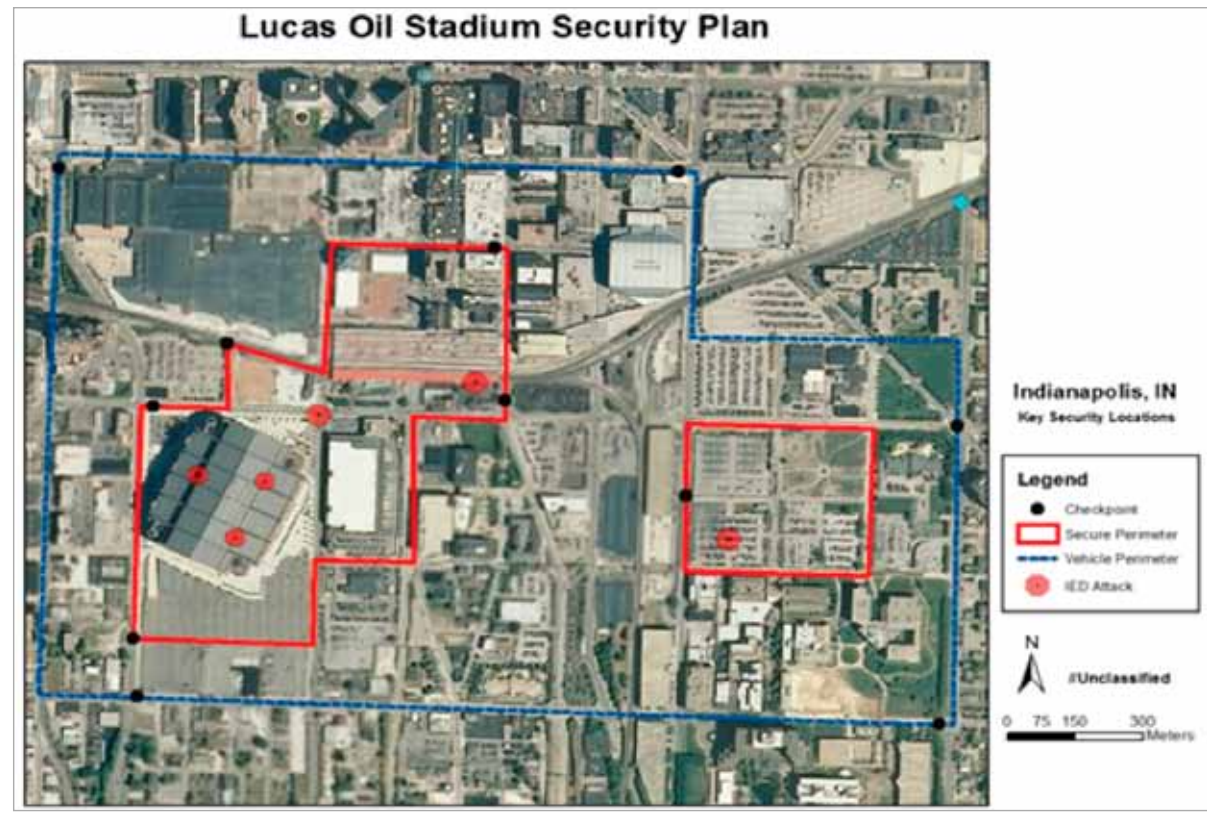 Lucas Oil Stadium Security Plan
Indianapolis, IN
Key Security Locations
Legend
Checkpoint
Secure Perimeter
Vehicle Perimeter
IED Attack
N
//Unclassified
0 75 150 300
Meters